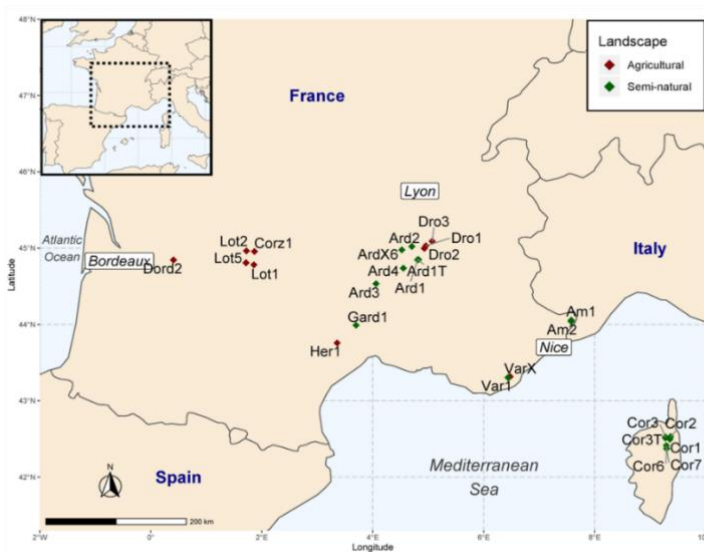 48°N
47°N
46°N
45°N
44°N
43°N
42°N
Latitude
Landscape
Agricultural
Semi-natural
France
Lyon
Italy
Atlantic
Ocean
Bordeaux
Dord2
Lot2
Corz1
Lot5
Lot1
Dro3
Ard2
Dro1
ArdX6
Dro2
Ard4
Ard1T
Ard3
Ard1
Gard1
Her1
Am1
Am2
Nice
VarX
Var1
Cor3
Cor2
Cor3T
Cor1
Cor6
Cor7
Mediterranean
Sea
Spain
N
200 km
2°W
0°
2°E
4°E
6°E
8°E
Longitude